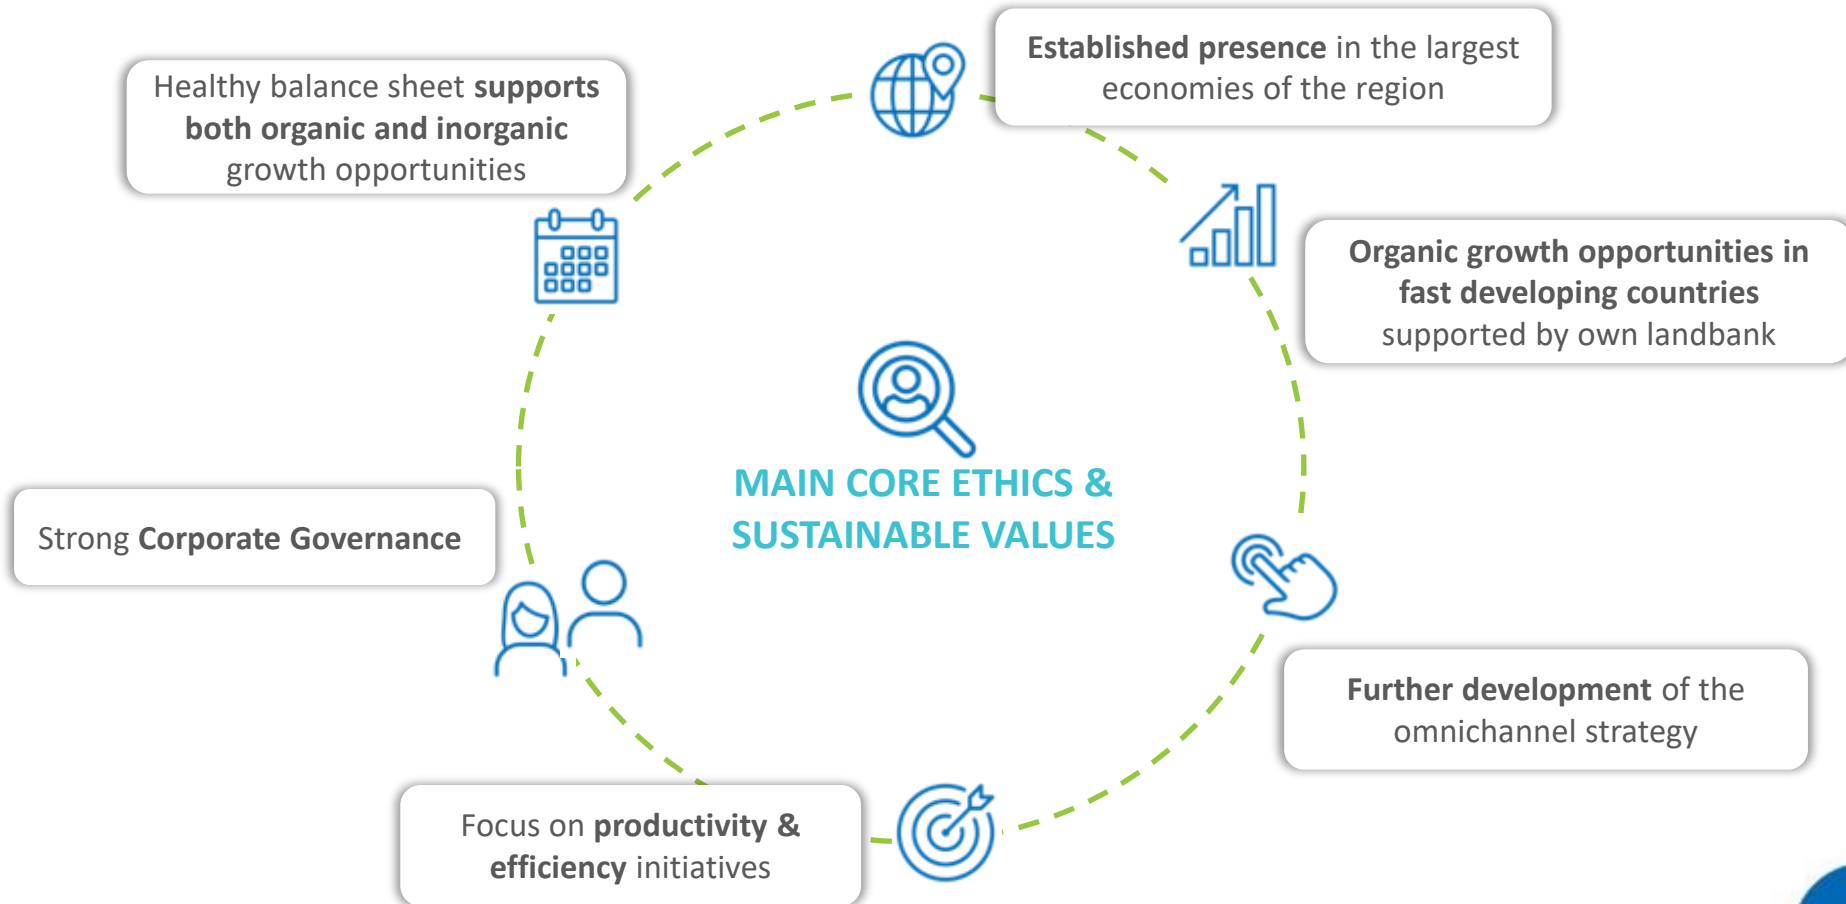 Established presence in the largest
economies of the region
Healthy balance sheet supports
both organic and inorganic
growth opportunities
Organic growth opportunities in
fast developing countries
supported by own landbank
MAIN CORE ETHICS &
SUSTAINABLE VALUES
Strong Corporate Governance
Further development of the
omnichannel strategy
Focus on productivity &
efficiency initiatives